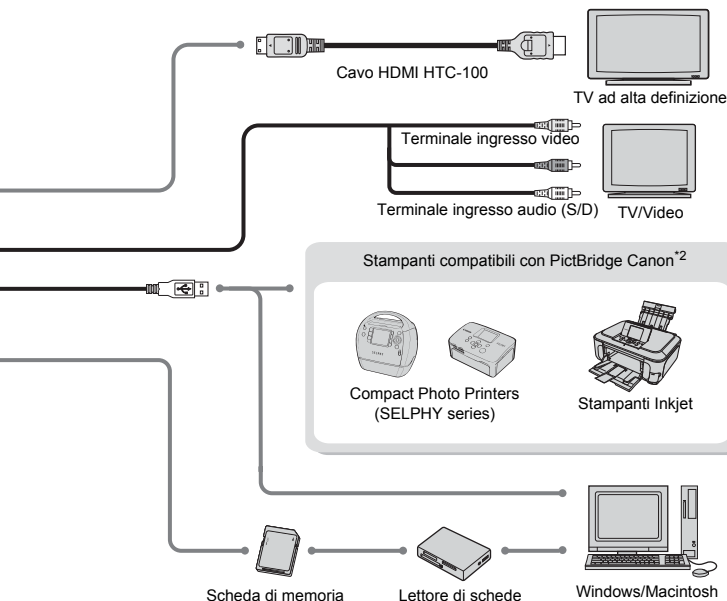 Cavo HDMI HTC-100
TV ad alta definizione
Terminale ingresso video
Terminale ingresso audio (S/D)
TV/Video
Stampanti compatibili con PictBridge Canon*2
Compact Photo Printers
(SELPHY series)
Stampanti Inkjet
Scheda di memoria
Lettore di schede
Windows/Macintosh